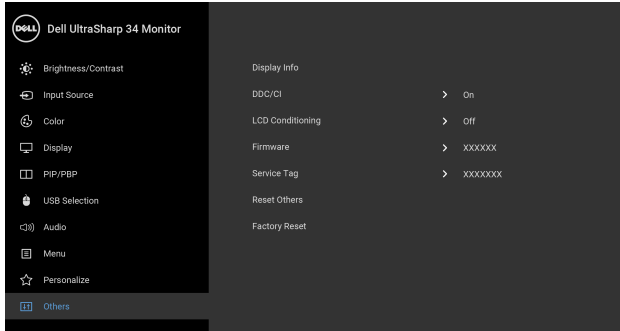 DELL Dell UltraSharp 34 Monitor
Brightness/Contrast
Input Source
Color
Display
PIP/PBP
USB Selection
Audio
Menu
Personalize
Others
Display Info
DDC/CI > On
LCD Conditioning > Off
Firmware > XXXXXX
Service Tag > XXXXXXX
Reset Others
Factory Reset